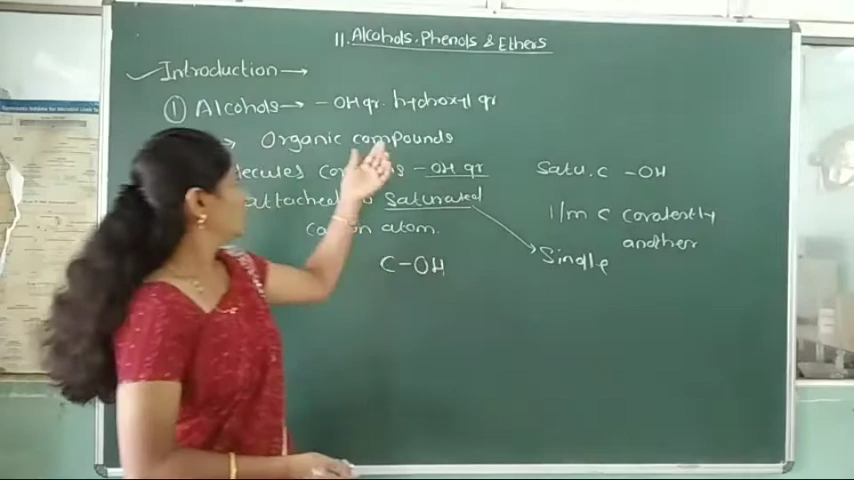 11. Alcohols, Phenols & Ethers
Introduction →
① Alcohols → - OH gr. hydroxyl gr
→ Organic compounds
- OH gr
attached saturated
atom.
C-OH
Satu. C - OH
1/m C covalently
another
Single